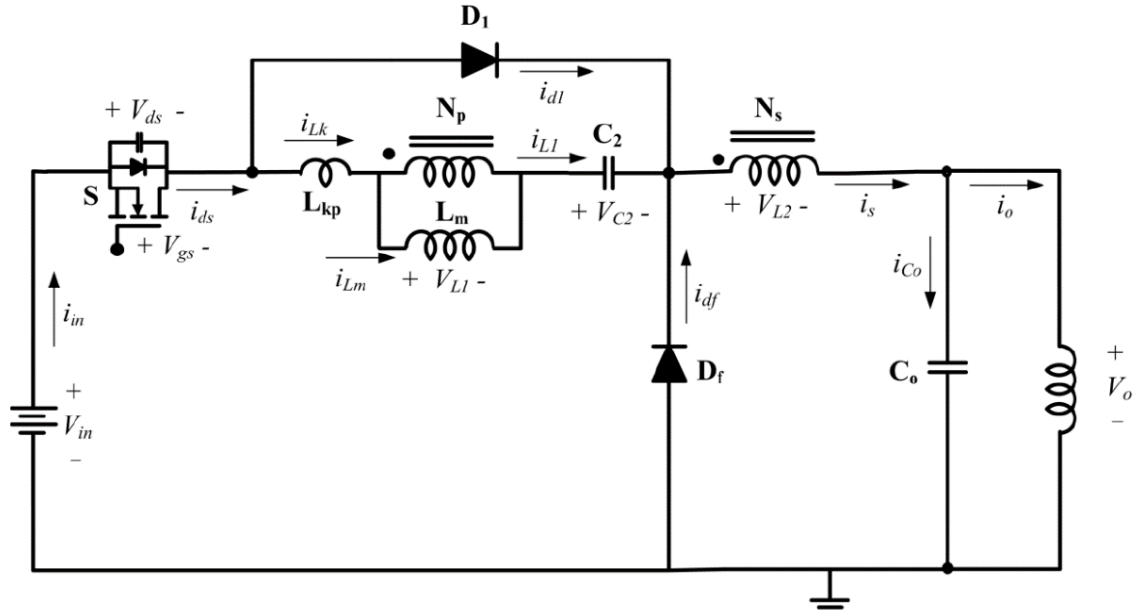 D1
id1
+ Vds -
Np
Ns
iLk
iL1
C2
S
ids
Lkp
Lm
+ VC2 -
+ VL2 -
is
io
+ Vgs -
iLm
+ VL1 -
iCo
iin
idf
+
Vin
–
Df
Co
+
Vo
–